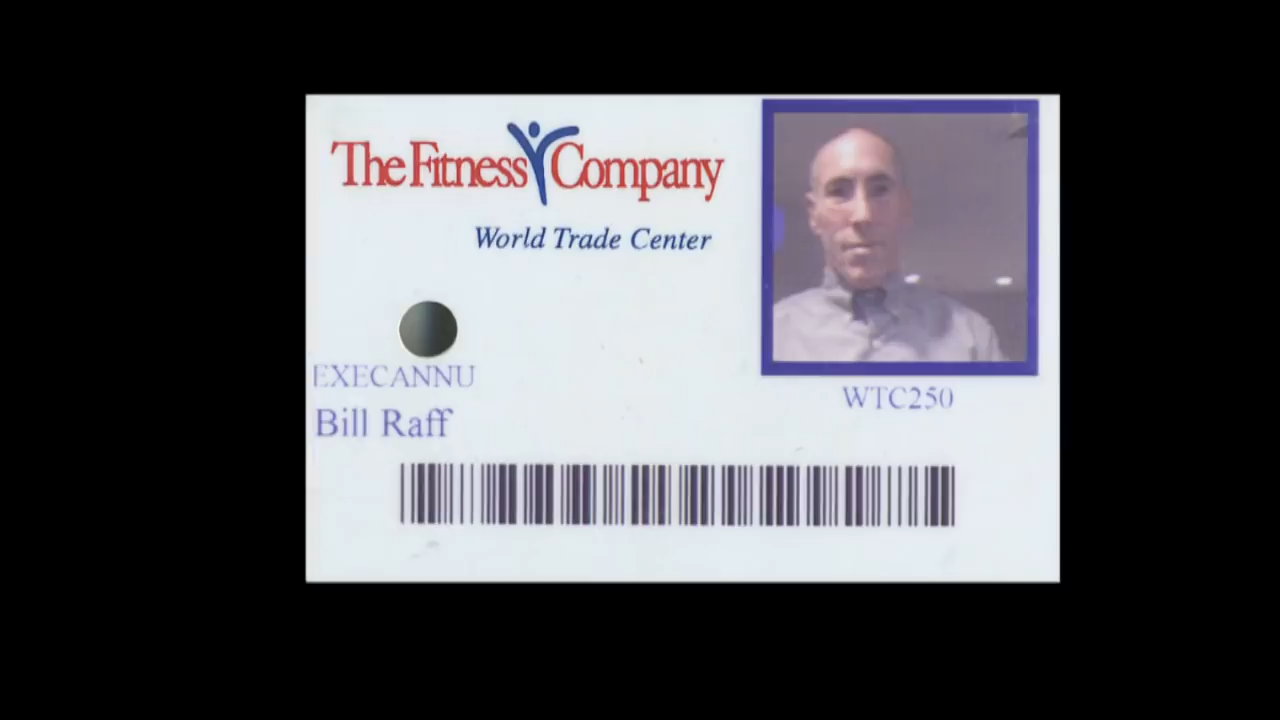 The Fitness Company
World Trade Center
EXECANNU
WTC250
Bill Raff